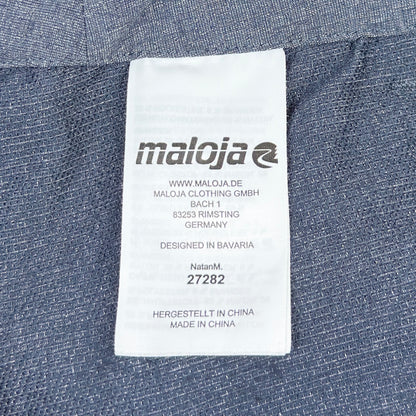 maloja
WWW.MALOJA.DE
MALOJA CLOTHING GMBH
BACH 1
83253 RIMSTING
GERMANY
DESIGNED IN BAVARIA
NatanM.
27282
HERGESTELLT IN CHINA
MADE IN CHINA